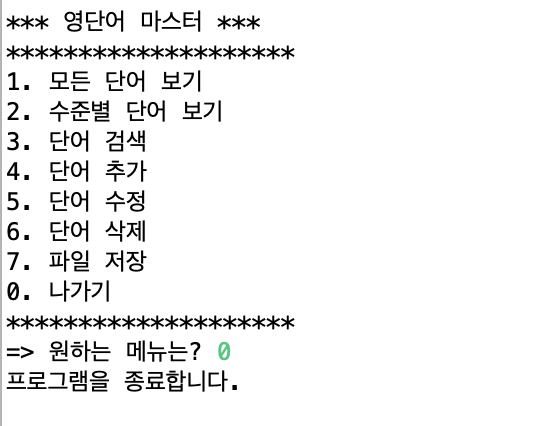 *** 영단어 마스터 ***
********************
1. 모든 단어 보기
2. 수준별 단어 보기
3. 단어 검색
4. 단어 추가
5. 단어 수정
6. 단어 삭제
7. 파일 저장
0. 나가기
********************
=> 원하는 메뉴는? 0
프로그램을 종료합니다.